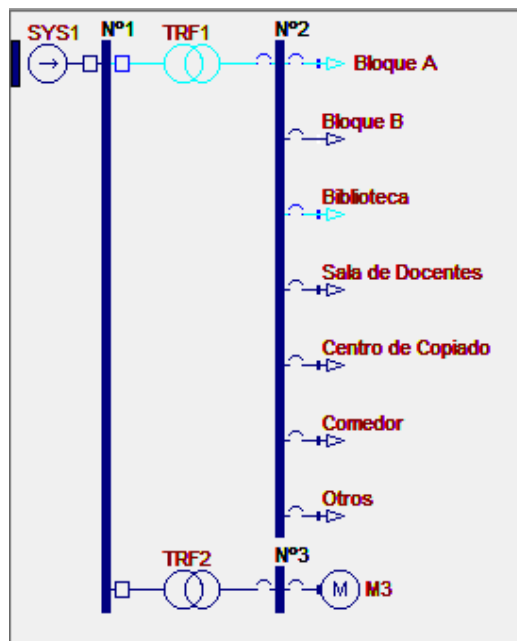 SYS1 Nº1 TRF1 Nº2
Bloque A
Bloque B
Biblioteca
Sala de Docentes
Centro de Copiado
Comedor
Otros
TRF2 Nº3
M M3